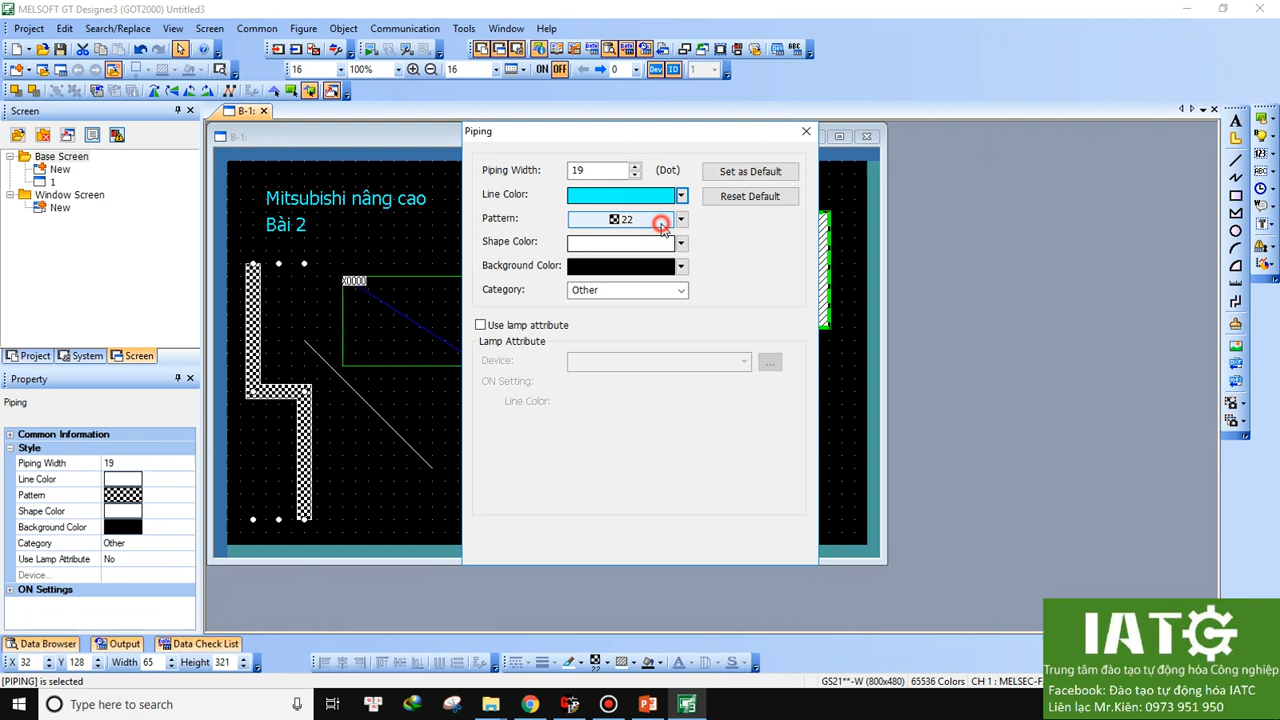 MELSOFT GT Designer3 (GOT2000) Untitled3
Project Edit Search/Replace View Screen Common Figure Object Communication Tools Window Help
16 100% 16 ON OFF 0 Dev ID 1
Screen
B-1:
B-1:
Base Screen
New
1
Window Screen
New
Project System Screen
Property
Piping
Common Information
Style
Piping Width 19
Line Color
Pattern
Shape Color
Background Color
Category Other
Use Lamp Attribute No
Device...
ON Settings
Mitsubishi nâng cao
Bài 2
X0000
Piping
Piping Width: 19 (Dot) Set as Default
Line Color: Reset Default
Pattern: 22
Shape Color:
Background Color:
Category: Other
Use lamp attribute
Lamp Attribute
Device: ...
ON Setting:
Line Color:
A
Data Browser Output Data Check List
X 32 Y 128 Width 65 Height 321
[PIPING] is selected
GS21**-W (800x480) 65536 Colors CH 1 : MELSEC-F
IATC
Trung tâm đào tạo tự động hóa Công nghiệp
Facebook: Đào tạo tự động hóa IATC
Liên lạc Mr.Kiên: 0973 951 950
Type here to search